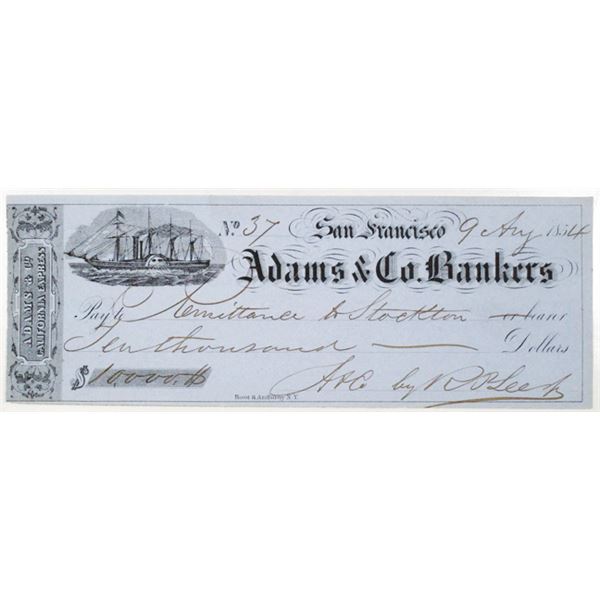 ADAMS & Co.
CALIFORNIA EXPRESS
No 37 San Francisco 9 Aug 1854
Adams & Co. Bankers
Pay to Remittance to Stockton or bearer
Ten thousand Dollars
$10000.
A&Co by
N.Y.